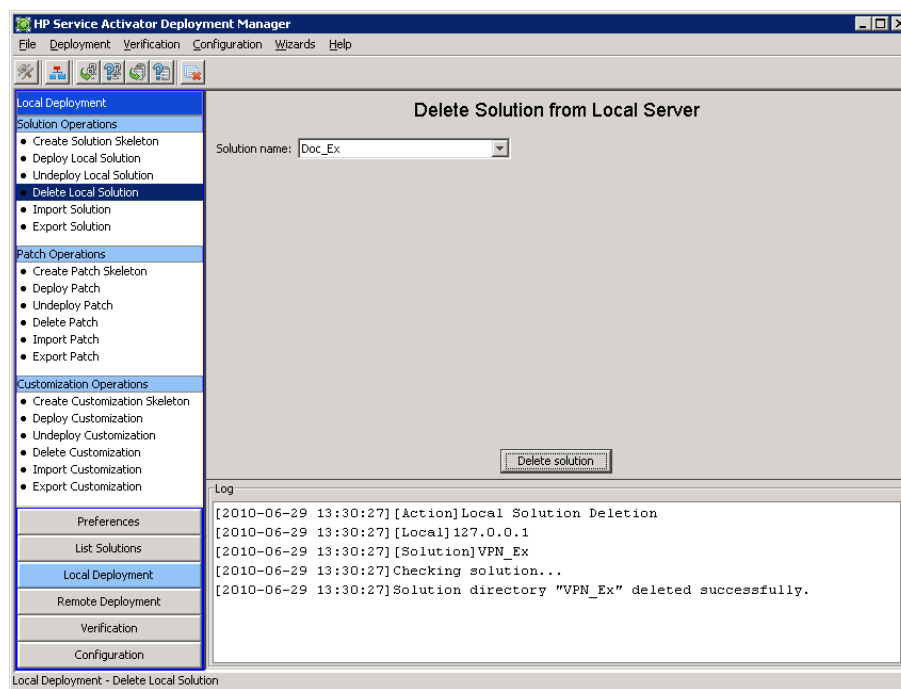 HP Service Activator Deployment Manager
File Deployment Verification Configuration Wizards Help
Local Deployment
Solution Operations
Create Solution Skeleton
Deploy Local Solution
Undeploy Local Solution
Delete Local Solution
Import Solution
Export Solution
Patch Operations
Create Patch Skeleton
Deploy Patch
Undeploy Patch
Delete Patch
Import Patch
Export Patch
Customization Operations
Create Customization Skeleton
Deploy Customization
Undeploy Customization
Delete Customization
Import Customization
Export Customization
Preferences
List Solutions
Local Deployment
Remote Deployment
Verification
Configuration
Delete Solution from Local Server
Solution name: Doc_Ex
Delete solution
Log
[2010-06-29 13:30:27][Action]Local Solution Deletion
[2010-06-29 13:30:27][Local]127.0.0.1
[2010-06-29 13:30:27][Solution]VPN_Ex
[2010-06-29 13:30:27]Checking solution...
[2010-06-29 13:30:27]Solution directory "VPN_Ex" deleted successfully.
Local Deployment - Delete Local Solution